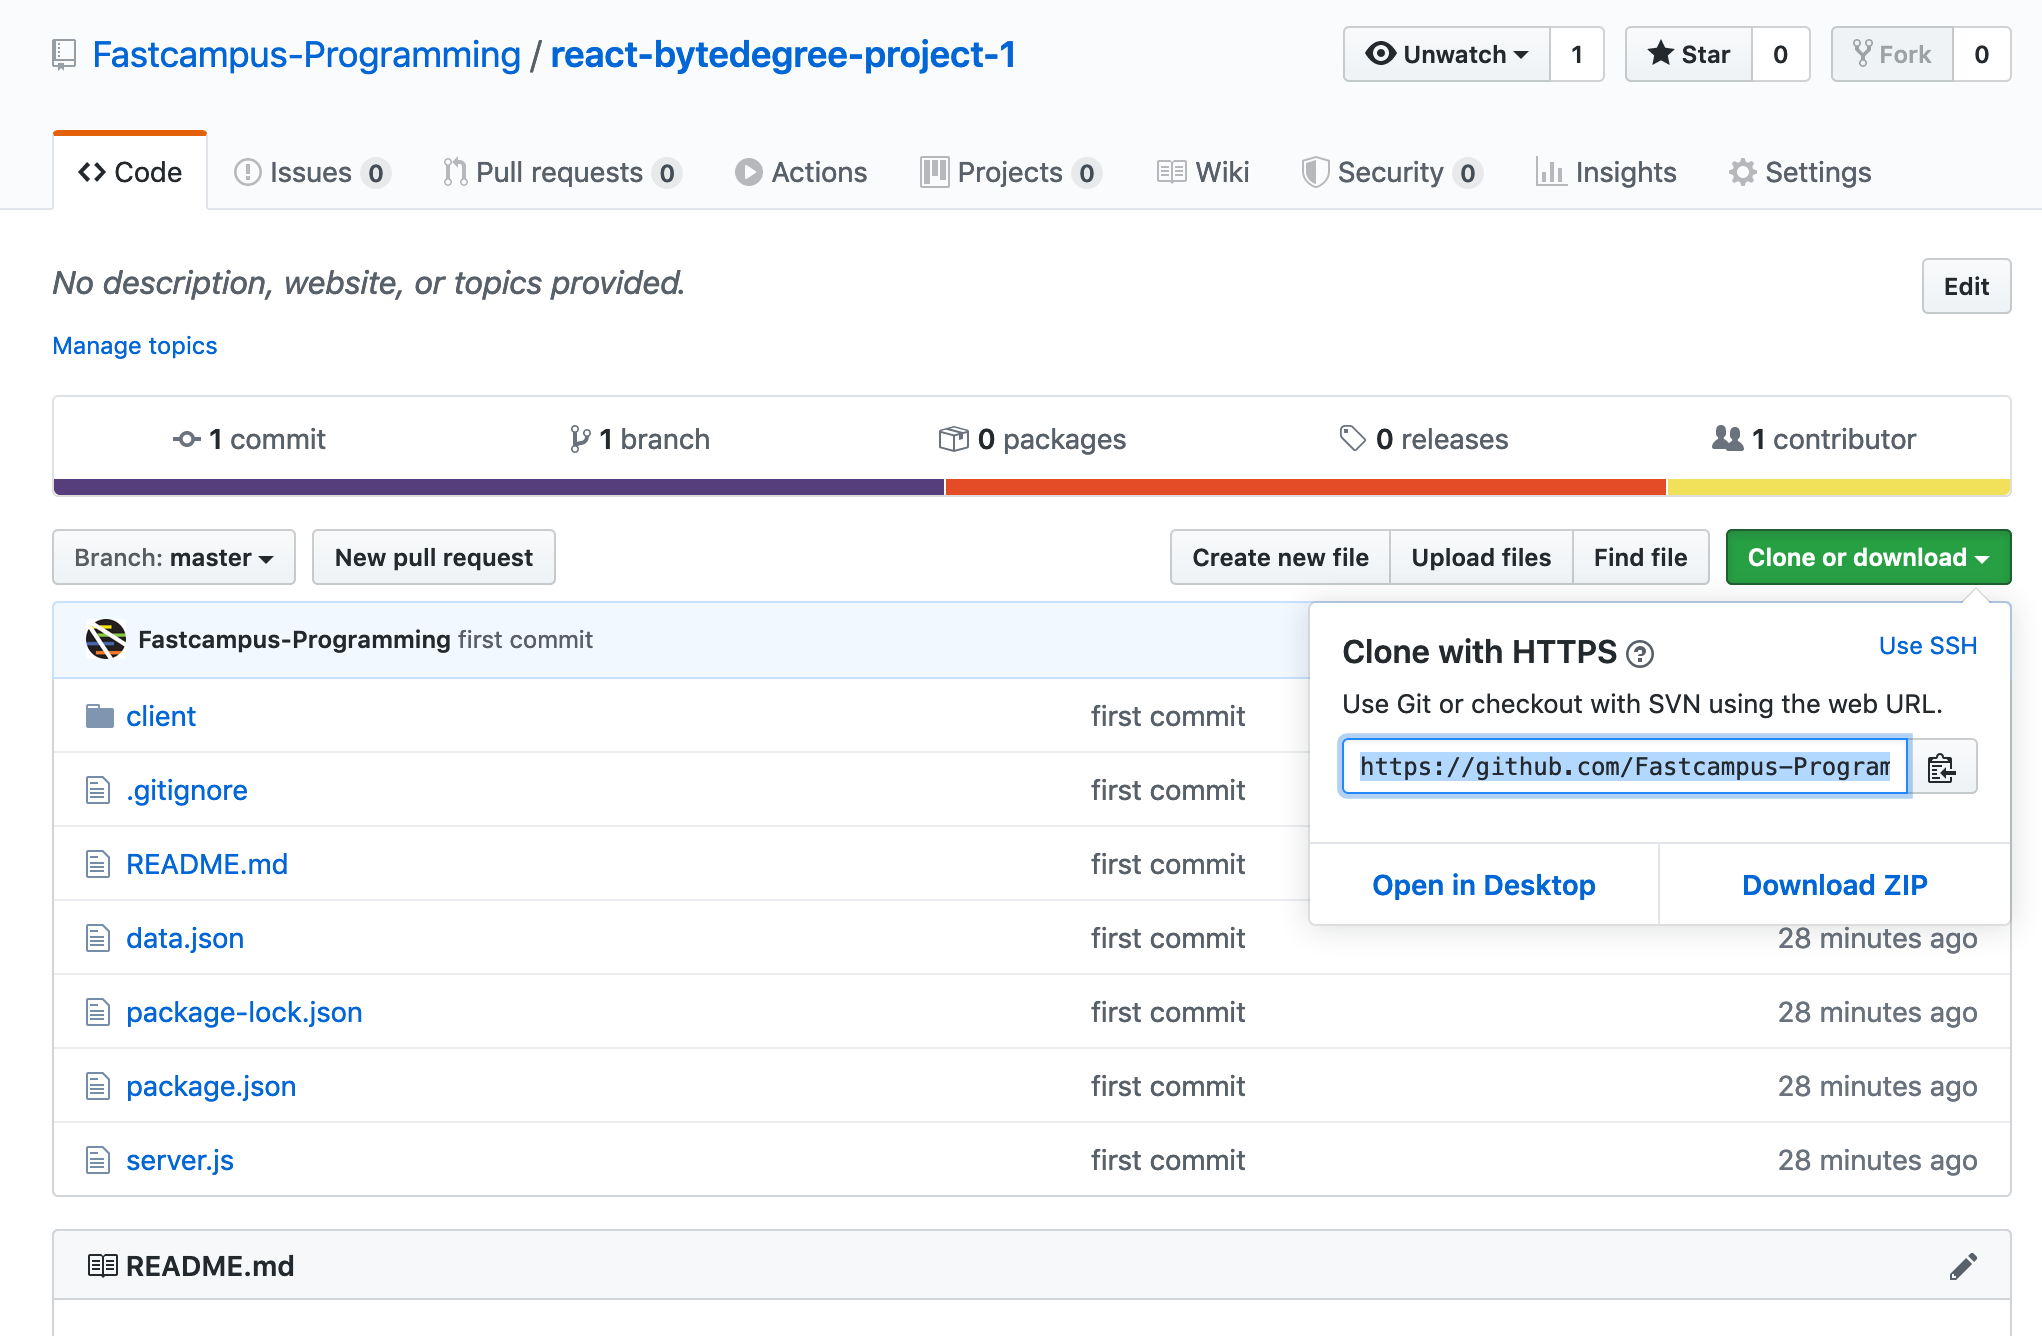 Fastcampus-Programming / react-bytedegree-project-1
Unwatch 1 Star 0 Fork 0
Code Issues 0 Pull requests 0 Actions Projects 0 Wiki Security 0 Insights Settings
No description, website, or topics provided.
Edit
Manage topics
1 commit 1 branch 0 packages 0 releases 1 contributor
Branch: master New pull request Create new file Upload files Find file Clone or download
Fastcampus-Programming first commit
Clone with HTTPS ?
Use SSH
Use Git or checkout with SVN using the web URL.
https://github.com/Fastcampus-Program
Open in Desktop Download ZIP
client first commit
.gitignore first commit
README.md first commit
data.json first commit 28 minutes ago
package-lock.json first commit 28 minutes ago
package.json first commit 28 minutes ago
server.js first commit 28 minutes ago
README.md